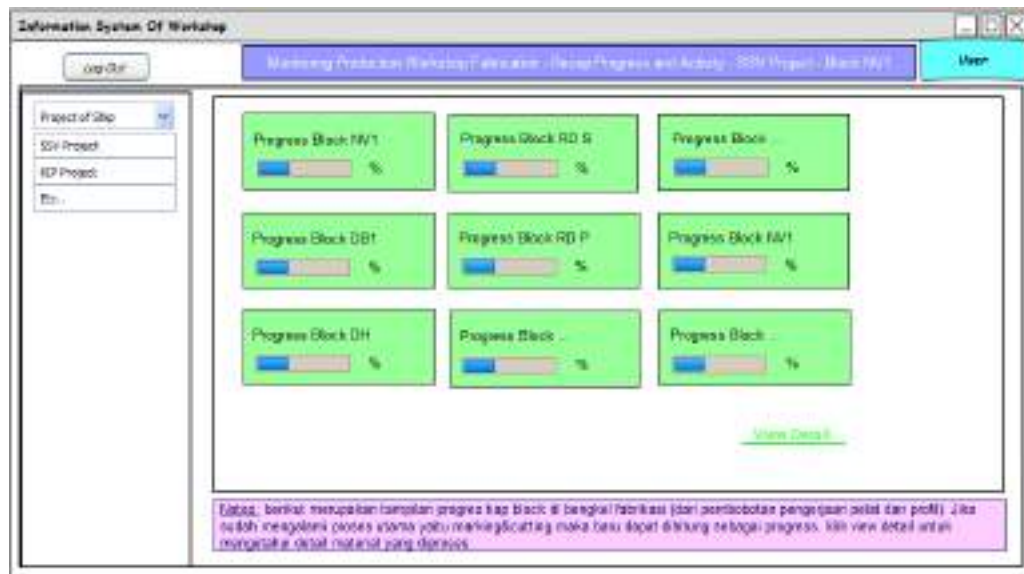 Information System Of Workshop
Log Out
Monitoring Production Workshop Fabrication - Recap Progress and Activity - SSV Project - Block NV1
User
Project of Ship
SSV Project
Project
Etc..
Progress Block NV1
%
Progress Block RD S
%
Progress Block ...
%
Progress Block DB1
%
Progress Block RD P
%
Progress Block NV1
%
Progress Block DH
%
Progress Block ...
%
Progress Block ...
%
View Detail
Notes: berikut merupakan tampilan progres tiap block di bengkel fabrikasi (dari pembobotan pengerjaan pelat dan profil). Jika
sudah mengalami proses utama yaitu marking&cutting maka baru dapat dihitung sebagai progress. klik view detail untuk
mengetahui detail material yang diproses